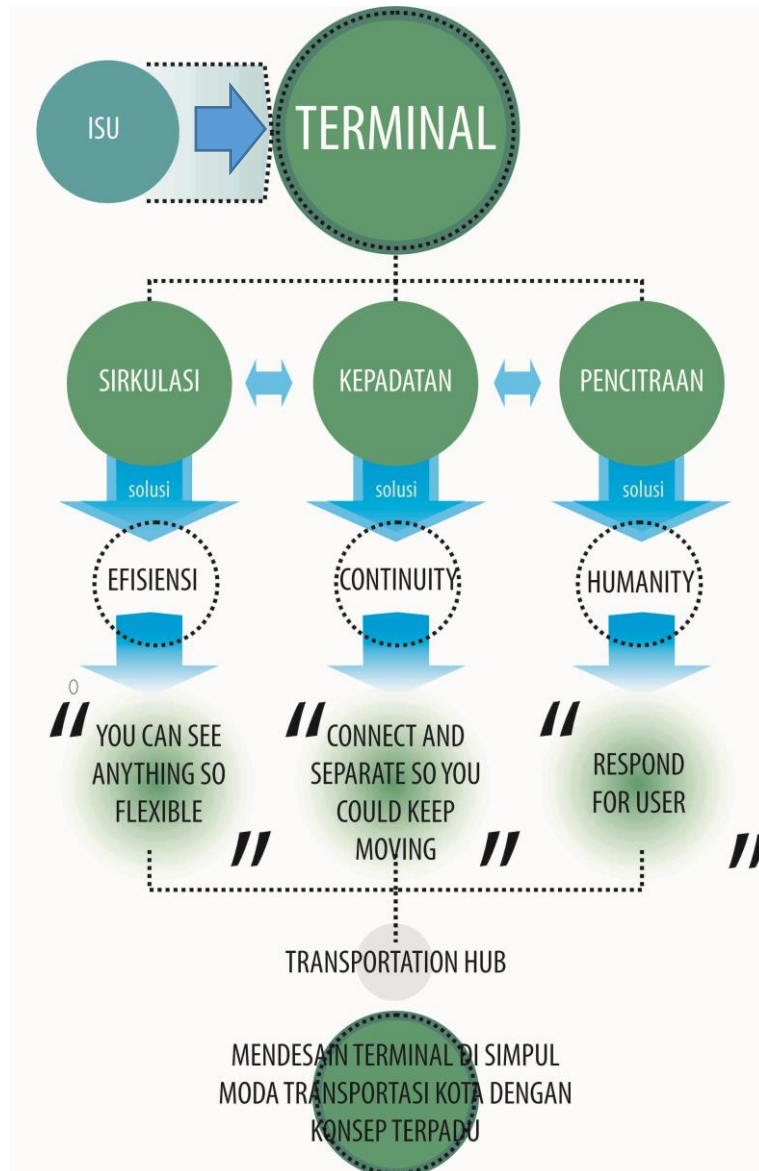 ISU
TERMINAL
SIRKULASI
KEPADATAN
PENCITRAAN
solusi
solusi
solusi
EFISIENSI
CONTINUITY
HUMANITY
"YOU CAN SEE
ANYTHING SO
FLEXIBLE"
"CONNECT AND
SEPARATE SO YOU
COULD KEEP
MOVING"
"RESPOND
FOR USER"
TRANSPORTATION HUB
MENDESAIN TERMINAL DI SIMPUL
MODA TRANSPORTASI KOTA DENGAN
KONSEP TERPADU